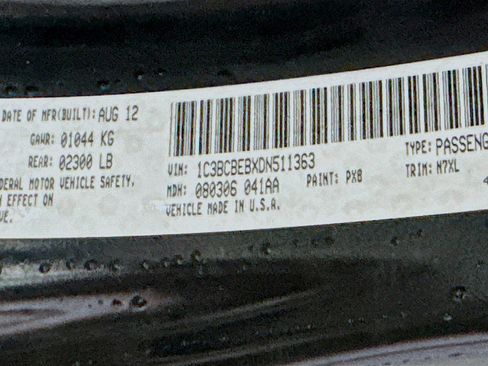 DATE OF MFR(BUILT): AUG 12
GAWR: 01044 KG
REAR: 02300 LB
MOTOR VEHICLE SAFETY,
EFFECT ON
VIN: 1C3BCBEBXDN511363
TYPE: PASSENG
MDH: 080306 041AA
PAINT: PX8
TRIM: M7XL
VEHICLE MADE IN U.S.A.